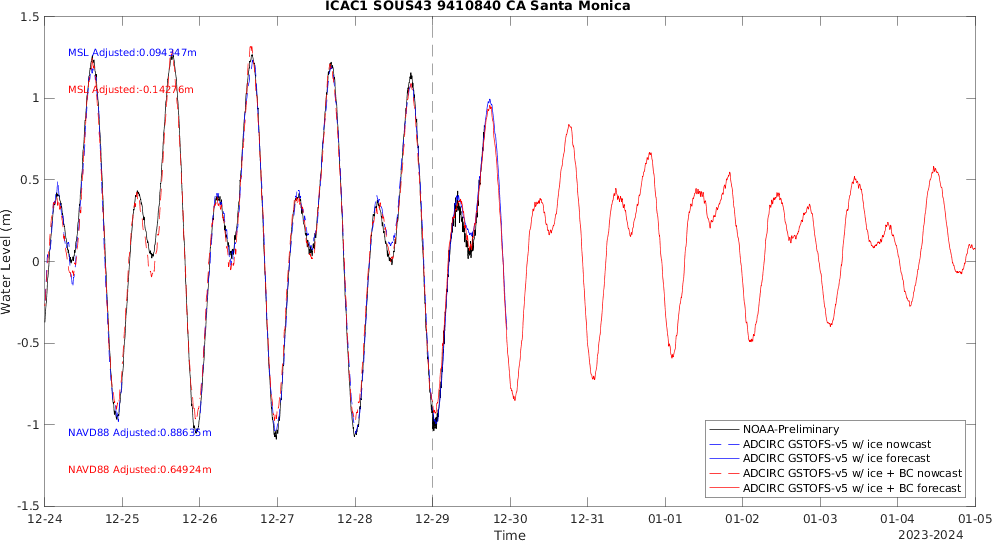 ICAC1 SOUS43 9410840 CA Santa Monica
1.5
1
0.5
0
-0.5
-1
-1.5
Water Level (m)
MSL Adjusted:0.094347m
MSL Adjusted:-0.14276m
NAVD88 Adjusted:0.88635m
NAVD88 Adjusted:0.64924m
NOAA-Preliminary
ADCIRC GSTOFS-v5 w/ ice nowcast
ADCIRC GSTOFS-v5 w/ ice forecast
ADCIRC GSTOFS-v5 w/ ice + BC nowcast
ADCIRC GSTOFS-v5 w/ ice + BC forecast
12-24 12-25 12-26 12-27 12-28 12-29 12-30 12-31 01-01 01-02 01-03 01-04 01-05
Time
2023-2024